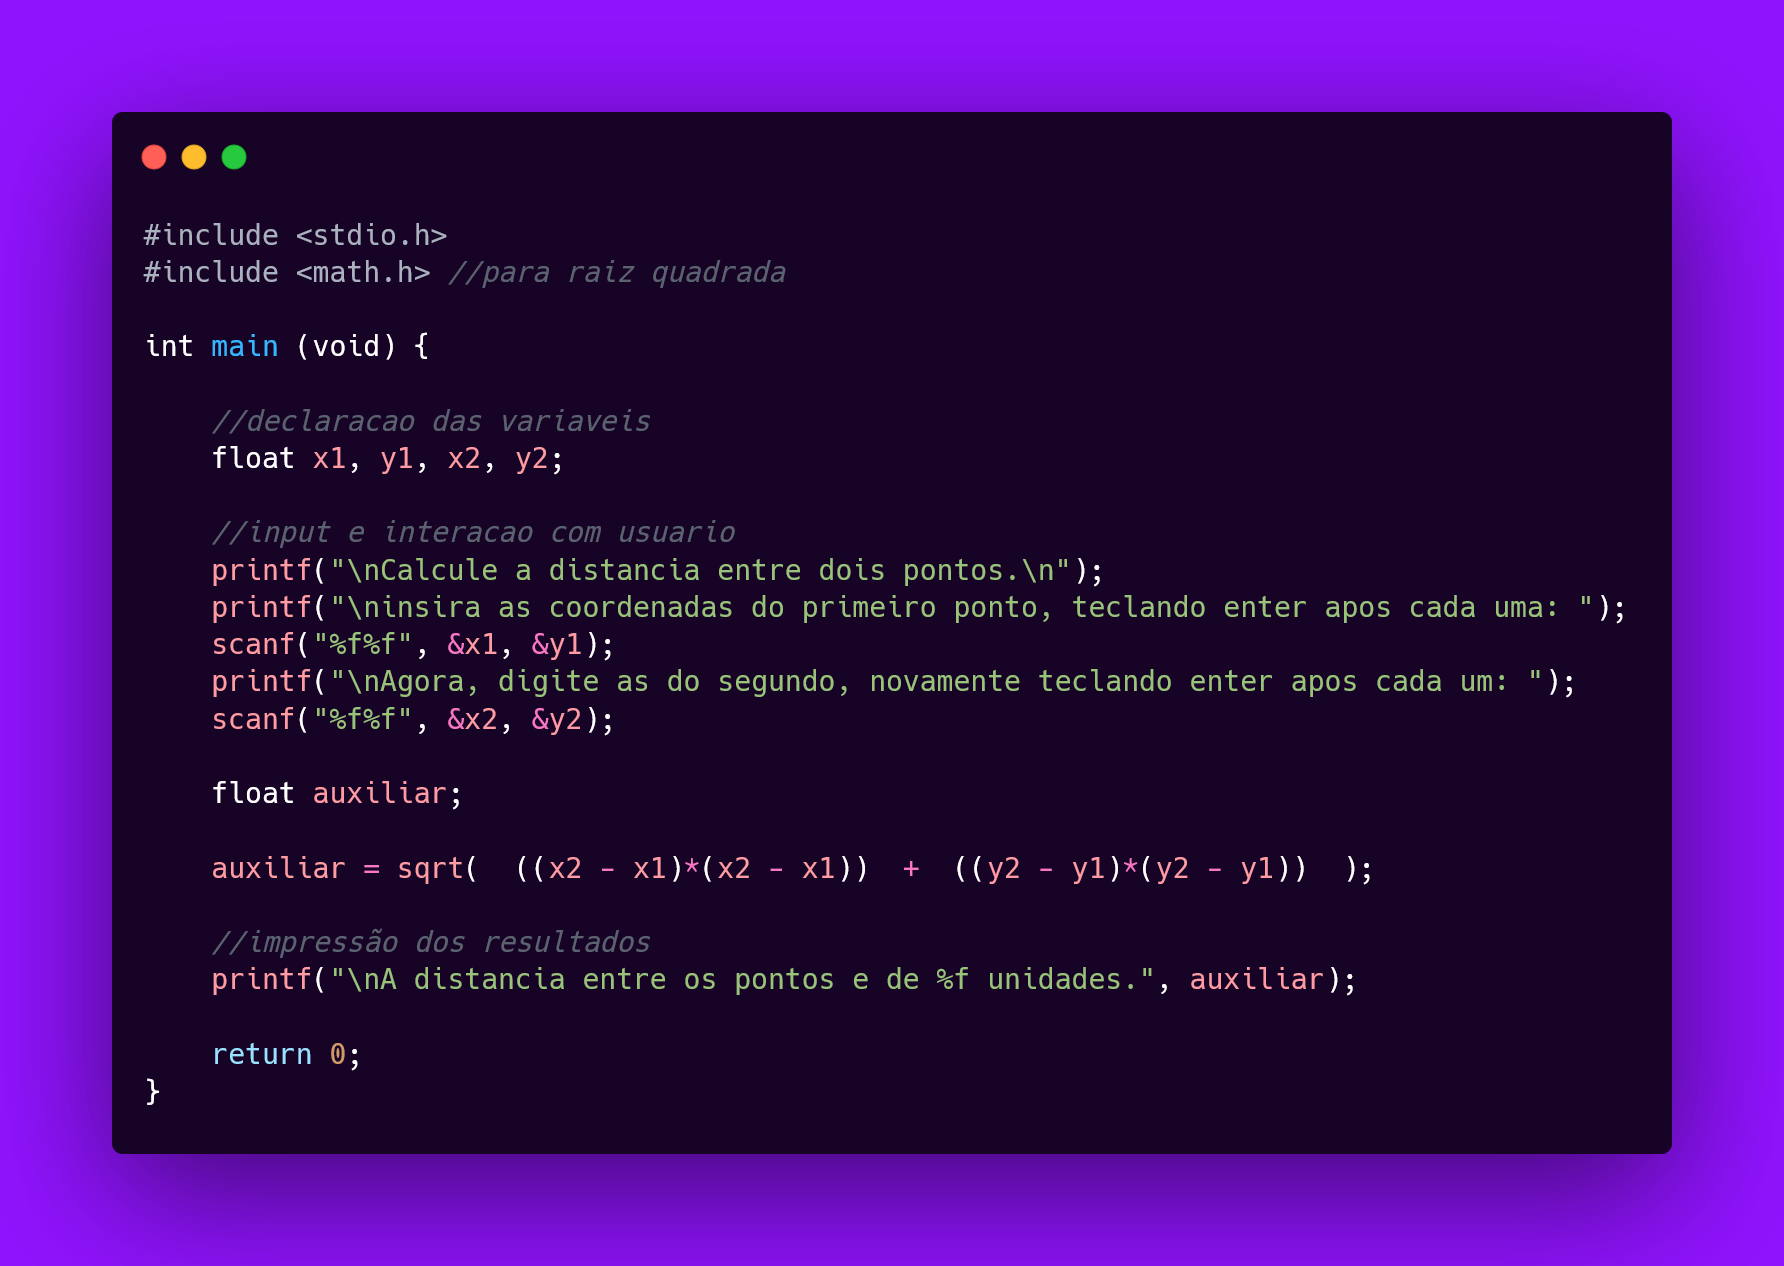 #include <stdio.h>
#include <math.h> //para raiz quadrada
int main (void) {
//declaracao das variaveis
float x1, y1, x2, y2;
//input e interacao com usuario
printf("\nCalcule a distancia entre dois pontos.\n");
printf("\ninsira as coordenadas do primeiro ponto, teclando enter apos cada uma: ");
scanf("%f%f", &x1, &y1);
printf("\nAgora, digite as do segundo, novamente teclando enter apos cada um: ");
scanf("%f%f", &x2, &y2);
float auxiliar;
auxiliar = sqrt(  ((x2 - x1)*(x2 - x1))  +  ((y2 - y1)*(y2 - y1))  );
//impressão dos resultados
printf("\nA distancia entre os pontos e de %f unidades.", auxiliar);
return 0;
}